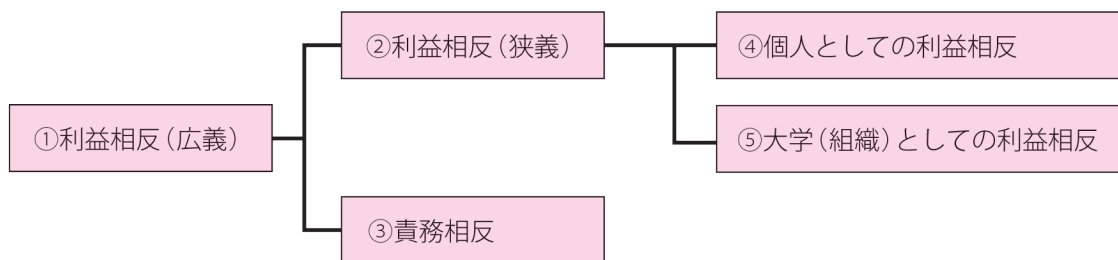 ①利益相反(広義)
②利益相反(狭義)
③責務相反
④個人としての利益相反
⑤大学(組織)としての利益相反